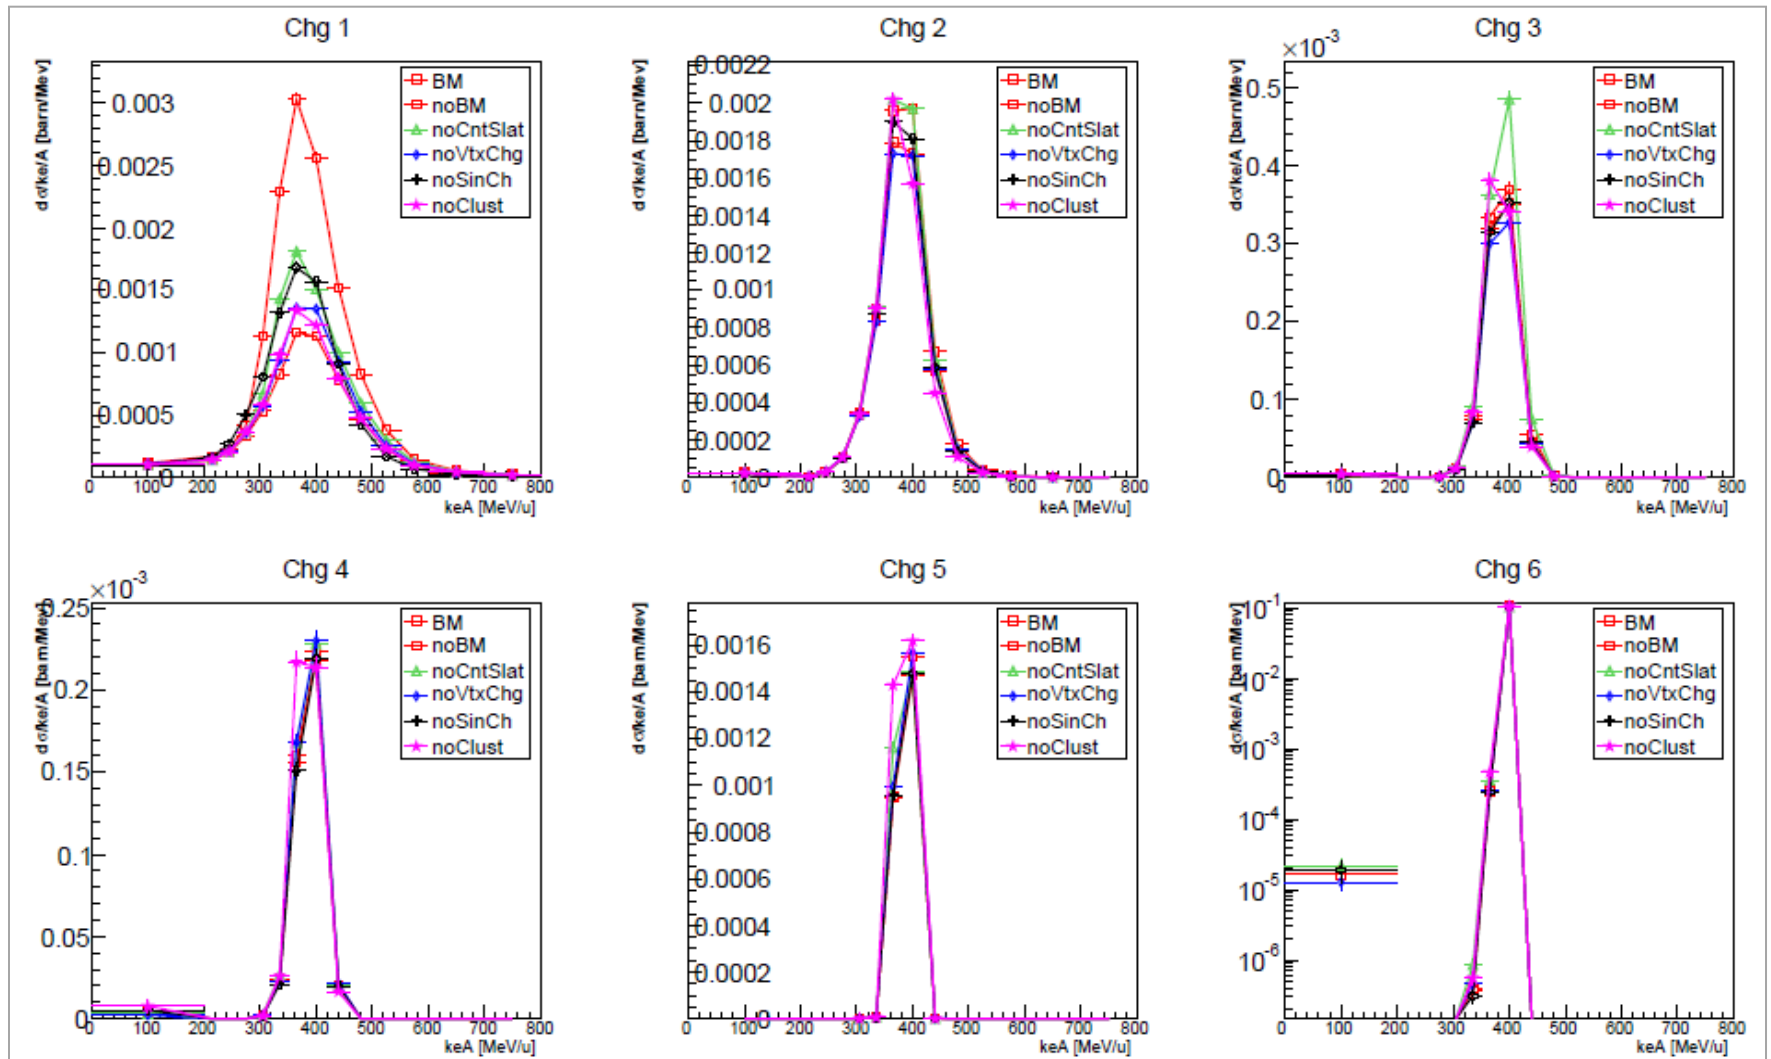 Chg 1
dσ/ke/A [barn/Mev]
0.003
0.0025
0.002
0.0015
0.001
0.0005
0
BM
noBM
noCntSlat
noVtxChg
noSinCh
noClust
0 100 200 300 400 500 600 700 800
keA [MeV/u]
Chg 2
dσ/ke/A [barn/Mev]
0.0022
0.002
0.0018
0.0016
0.0014
0.0012
0.001
0.0008
0.0006
0.0004
0.0002
0
BM
noBM
noCntSlat
noVtxChg
noSinCh
noClust
0 100 200 300 400 500 600 700 800
keA [MeV/u]
Chg 3
×10⁻³
dσ/ke/A [barn/Mev]
0.5
0.4
0.3
0.2
0.1
0
BM
noBM
noCntSlat
noVtxChg
noSinCh
noClust
0 100 200 300 400 500 600 700 800
keA [MeV/u]
Chg 4
×10⁻³
dσ/ke/A [barn/Mev]
0.25
0.2
0.15
0.1
0.05
0
BM
noBM
noCntSlat
noVtxChg
noSinCh
noClust
0 100 200 300 400 500 600 700 800
keA [MeV/u]
Chg 5
dσ/ke/A [barn/Mev]
0.0016
0.0014
0.0012
0.001
0.0008
0.0006
0.0004
0.0002
0
BM
noBM
noCntSlat
noVtxChg
noSinCh
noClust
0 100 200 300 400 500 600 700 800
keA [MeV/u]
Chg 6
dσ/ke/A [barn/Mev]
10⁻¹
10⁻²
10⁻³
10⁻⁴
10⁻⁵
10⁻⁶
BM
noBM
noCntSlat
noVtxChg
noSinCh
noClust
0 100 200 300 400 500 600 700 800
keA [MeV/u]